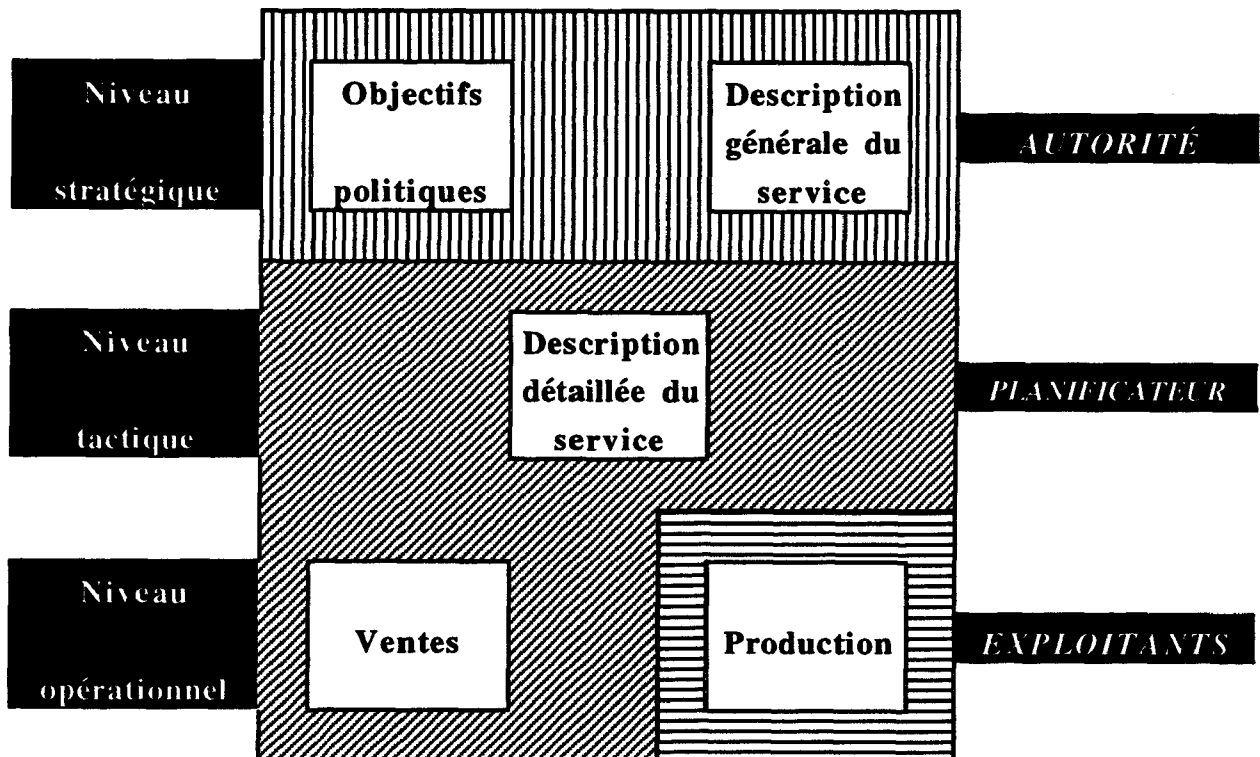 Niveau
stratégique
Objectifs
politiques
Description
générale du
service
AUTORITÉ
Niveau
tactique
Description
détaillée du
service
PLANIFICATEUR
Niveau
opérationnel
Ventes
Production
EXPLOITANTS